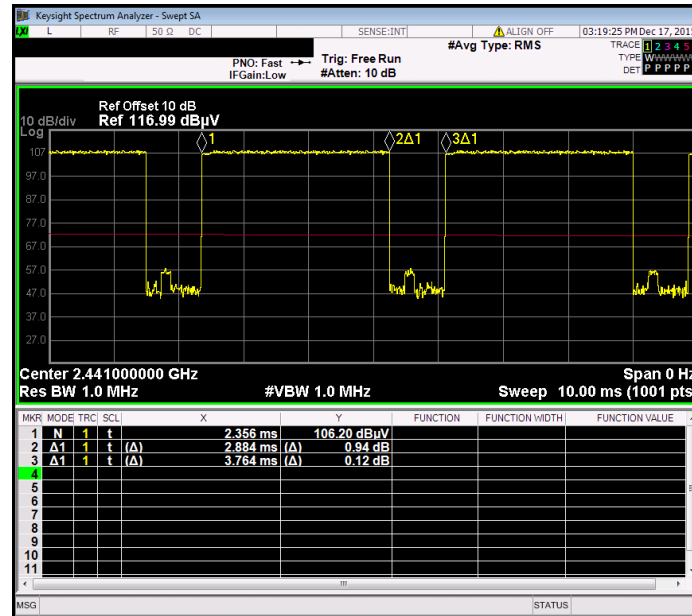 Keysight Spectrum Analyzer - Swept SA
LXI L RF 50 Ω DC SENSE:INT ALIGN OFF 03:19:25 PM Dec 17, 201
#Avg Type: RMS TRACE 1 2 3 4 5
PNO: Fast Trig: Free Run TYPE W
IFGain:Low #Atten: 10 dB DET P P P P P
Ref Offset 10 dB
10 dB/div Ref 116.99 dBµV
Log
1 2Δ1 3Δ1
107
97.0
87.0
77.0
67.0
57.0
47.0
37.0
27.0
Center 2.441000000 GHz Span 0 Hz
Res BW 1.0 MHz #VBW 1.0 MHz Sweep 10.00 ms (1001 pts
MKR MODE TRC SCL X Y FUNCTION FUNCTION WIDTH FUNCTION VALUE
1 N 1 t 2.356 ms 106.20 dBµV
2 Δ1 1 t (Δ) 2.884 ms (Δ) 0.94 dB
3 Δ1 1 t (Δ) 3.764 ms (Δ) 0.12 dB
4
5
6
7
8
9
10
11
MSG STATUS